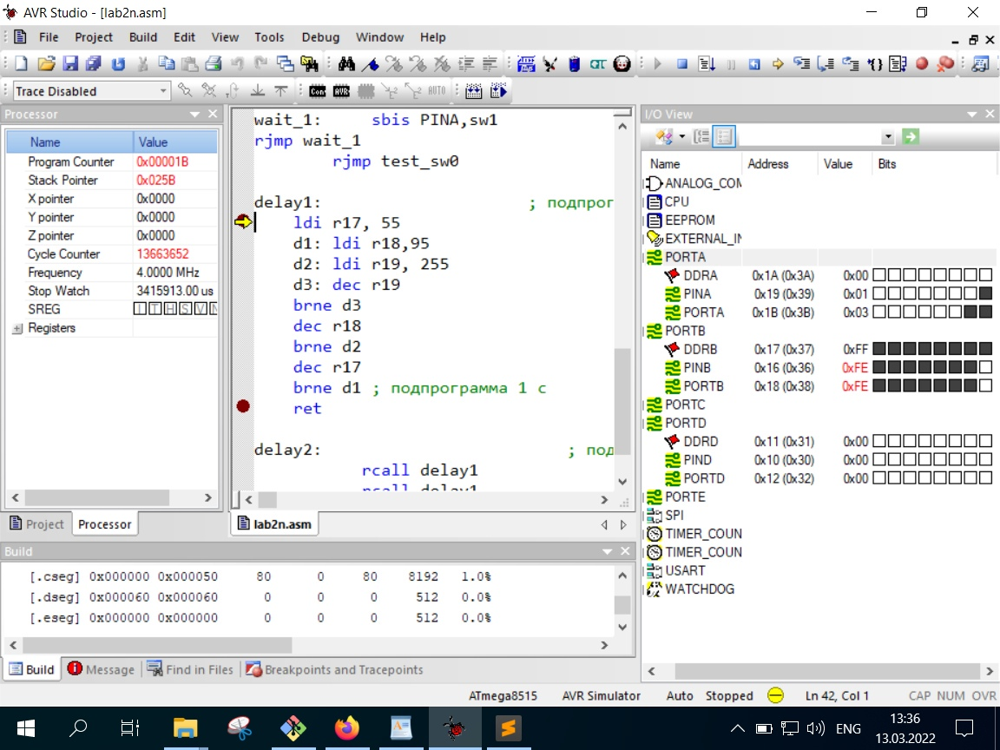 AVR Studio - [lab2n.asm]
File Project Build Edit View Tools Debug Window Help
Trace Disabled
Con AVR AUTO
Processor
Name Value
Program Counter 0x00001B
Stack Pointer 0x025B
X pointer 0x0000
Y pointer 0x0000
Z pointer 0x0000
Cycle Counter 13663652
Frequency 4.0000 MHz
Stop Watch 3415913.00 us
SREG I T H S V N
Registers
Project Processor
wait_1: sbis PINA,sw1
rjmp wait_1
rjmp test_sw0
delay1: ; подпрог
ldi r17, 55
d1: ldi r18,95
d2: ldi r19, 255
d3: dec r19
brne d3
dec r18
brne d2
dec r17
brne d1 ; подпрограмма 1 с
ret
delay2: ; под
rcall delay1
rcall delay1
lab2n.asm
I/O View
Name Address Value Bits
ANALOG_COM
CPU
EEPROM
EXTERNAL_IN
PORTA
DDRA 0x1A (0x3A) 0x00
PINA 0x19 (0x39) 0x01
PORTA 0x1B (0x3B) 0x03
PORTB
DDRB 0x17 (0x37) 0xFF
PINB 0x16 (0x36) 0xFE
PORTB 0x18 (0x38) 0xFE
PORTC
PORTD
DDRD 0x11 (0x31) 0x00
PIND 0x10 (0x30) 0x00
PORTD 0x12 (0x32) 0x00
PORTE
SPI
TIMER_COUN
TIMER_COUN
USART
WATCHDOG
Build
[.cseg] 0x000000 0x000050 80 0 80 8192 1.0%
[.dseg] 0x000060 0x000060 0 0 0 512 0.0%
[.eseg] 0x000000 0x000000 0 0 0 512 0.0%
Build Message Find in Files Breakpoints and Tracepoints
ATmega8515 AVR Simulator Auto Stopped Ln 42, Col 1 CAP NUM OVR
ENG
13:36
13.03.2022